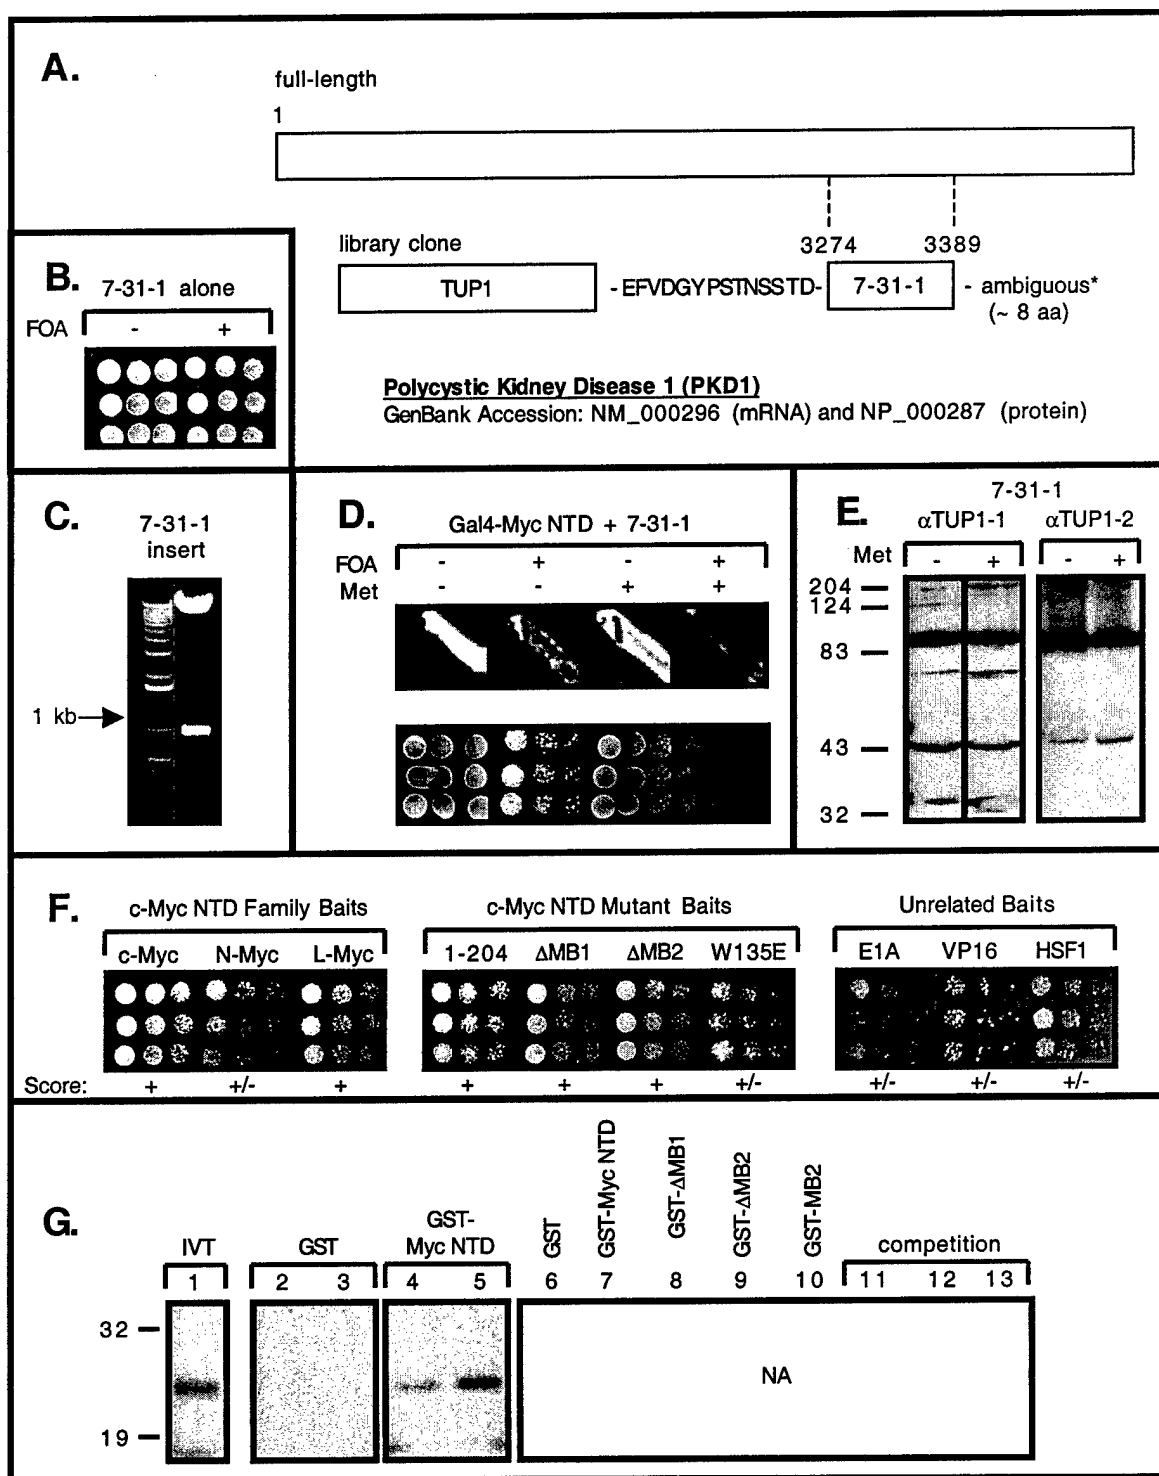 A.
full-length
1
3274 3389
library clone
TUP1
-EFVDGYPSTNSSTD-
7-31-1
- ambiguous*
(~ 8 aa)
Polycystic Kidney Disease 1 (PKD1)
GenBank Accession: NM_000296 (mRNA) and NP_000287 (protein)
B.
7-31-1 alone
FOA - +
C.
7-31-1
insert
1 kb
D.
Gal4-Myc NTD + 7-31-1
FOA - + - +
Met - - + +
E.
7-31-1
αTUP1-1 αTUP1-2
Met - + - +
204
124
83
43
32
F.
c-Myc NTD Family Baits
c-Myc N-Myc L-Myc
c-Myc NTD Mutant Baits
1-204 ΔMB1 ΔMB2 W135E
Unrelated Baits
E1A VP16 HSF1
Score: + +/- + + + + +/- +/- +/- +/-
G.
IVT
1
GST
2 3
GST-
Myc NTD
4 5
GST
GST-Myc NTD
GST-ΔMB1
GST-ΔMB2
GST-MB2
6 7 8 9 10
competition
11 12 13
32
19
NA